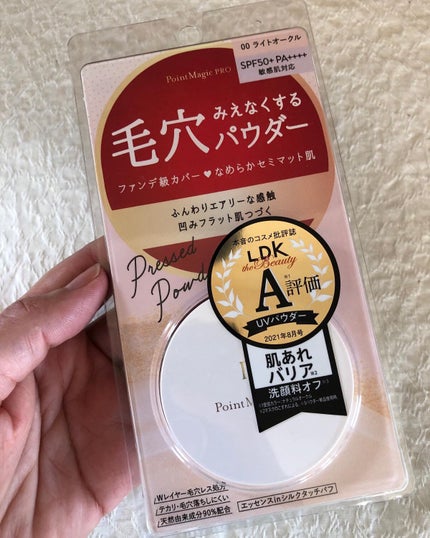 00 ライトオークル
SPF50+ PA++++
敏感肌対応
PointMagic PRO
毛穴みえなくする
パウダー
ファンデ級カバー♥なめらかセミマット肌
ふんわりエアリーな感触
凹みフラット肌つづく
Pressed
Powd
本音のコスメ批評誌
LDK
the Beauty
A評価
※1
UVパウダー
2021年8月号
肌あれ
バリア※2
洗顔料オフ
PointM
Wレイヤー毛穴レス処方
テカリ・毛穴落ちしにくい
天然由来成分90%配合
エッセンスinシルクタッチパフ